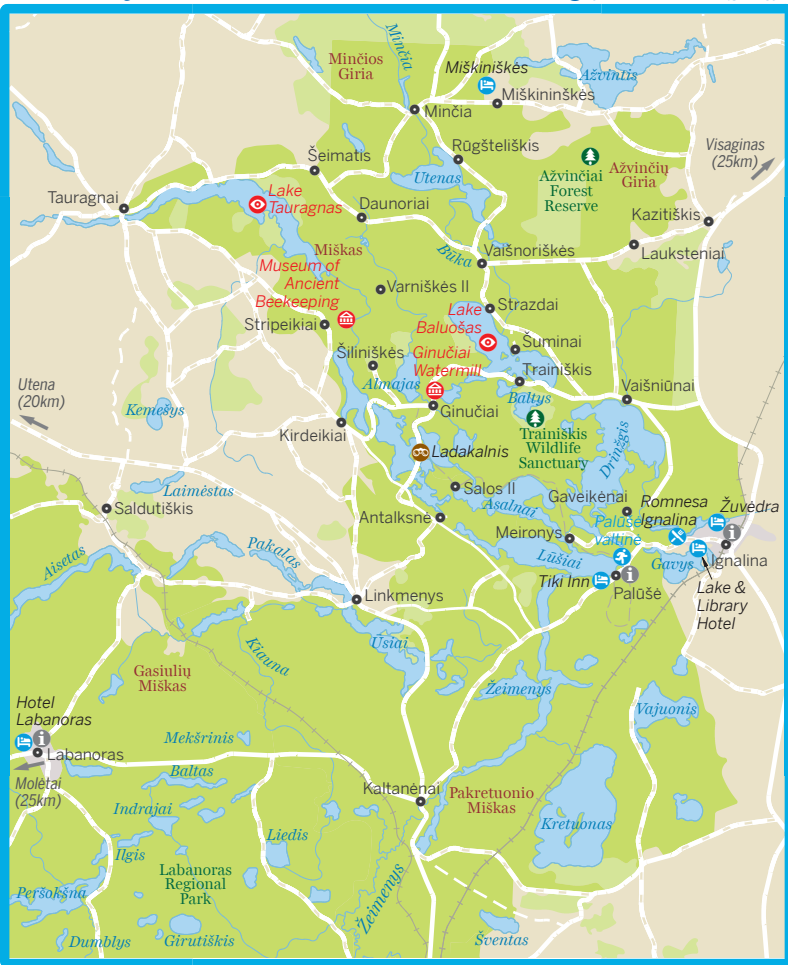 Minčia
Minčios
Giria
Miškiniškės
Ažvintis
Miškininškės
Minčia
Rūgšteliškis
Visaginas
(25km)
Šeimatis
Utenas
Ažvinčiai
Forest
Reserve
Ažvinčių
Giria
Tauragnai
Lake
Tauragnas
Daunoriai
Kazitiškis
Miškas
Būka
Vaišnoriškės
Lauksteniai
Museum of
Ancient
Beekeeping
Varniškės II
Strazdai
Lake
Baluošas
Stripeikiai
Šuminai
Šiliniškės
Ginučiai
Watermill
Trainiškis
Utena
(20km)
Almajas
Vaišniūnai
Kemešys
Baltys
Ginučiai
Kirdeikiai
Trainiškis
Wildlife
Sanctuary
Dringis
Ladakalnis
Laimėstas
Salos II
Gaveikėnai
Romnesa
Ignalina
Žuvėdra
Saldutiškis
Asalnai
Antalksnė
Meironys
Palūšė
Valtinė
Pakalas
Lūšiai
Gavys
Ignalina
Aisetas
Tiki Inn
Palūšė
Lake &
Library
Hotel
Linkmenys
Ūsiai
Kiauna
Gasiulių
Miškas
Žeimenys
Vajuonis
Hotel
Labanoras
Mekšrinis
Labanoras
Baltas
Molėtai
(25km)
Kaltanėnai
Pakretuonio
Miškas
Indrajai
Kretuonas
Liedis
Ilgis
Labanoras
Regional
Park
Peršokšna
Žeimenys
Dumblys
Girutiškis
Šventas